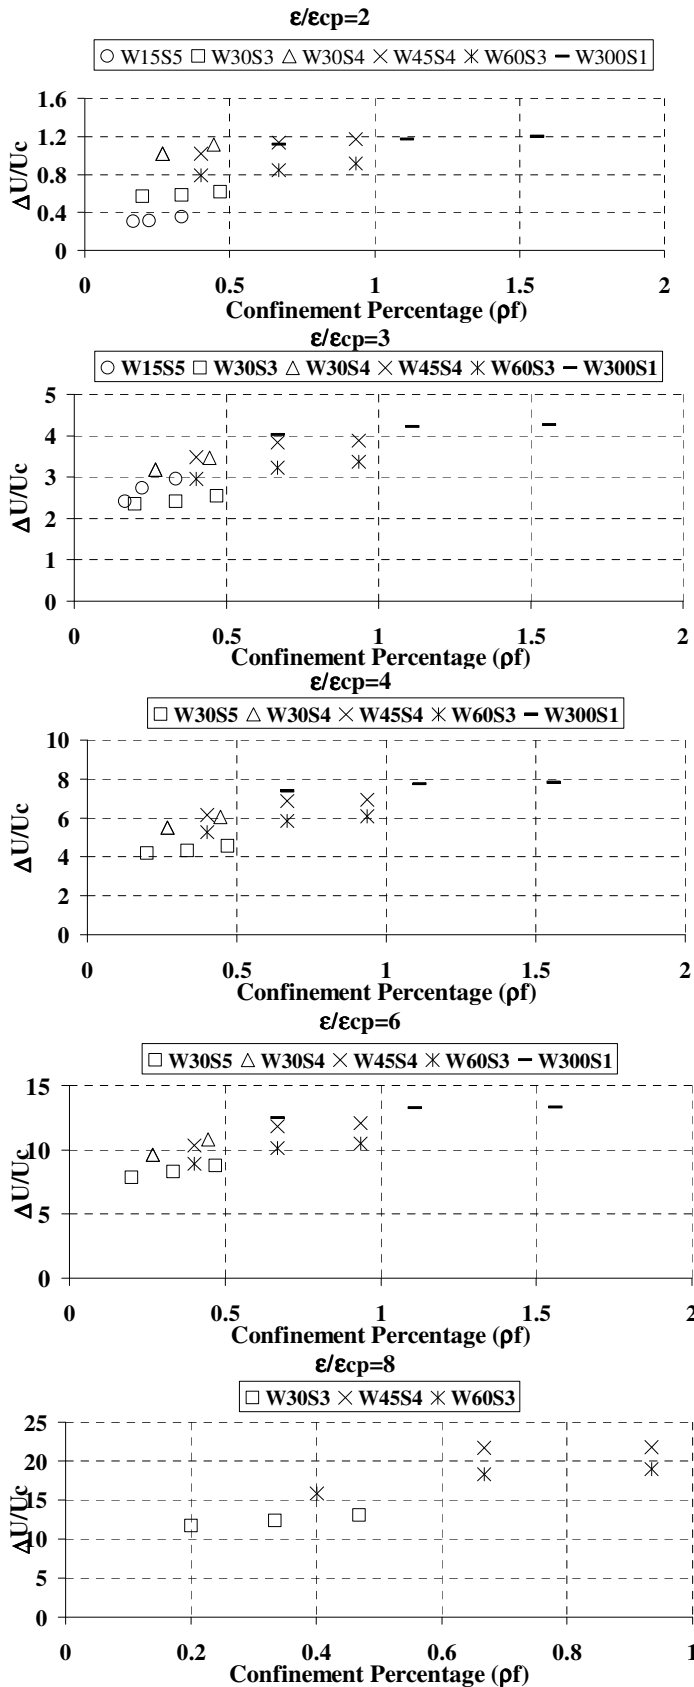 ε/εcp=2
W15S5 W30S3 W30S4 W45S4 W60S3 W300S1
1.6
1.2
0.8
0.4
0
ΔU/Uc
0 0.5 1 1.5 2
Confinement Percentage (ρf)
ε/εcp=3
W15S5 W30S3 W30S4 W45S4 W60S3 W300S1
5
4
3
2
1
0
ΔU/Uc
0 0.5 1 1.5 2
Confinement Percentage (ρf)
ε/εcp=4
W30S5 W30S4 W45S4 W60S3 W300S1
10
8
6
4
2
0
ΔU/Uc
0 0.5 1 1.5 2
Confinement Percentage (ρf)
ε/εcp=6
W30S5 W30S4 W45S4 W60S3 W300S1
15
10
5
0
ΔU/Uc
0 0.5 1 1.5 2
Confinement Percentage (ρf)
ε/εcp=8
W30S3 W45S4 W60S3
25
20
15
10
5
0
ΔU/Uc
0 0.2 0.4 0.6 0.8 1
Confinement Percentage (ρf)